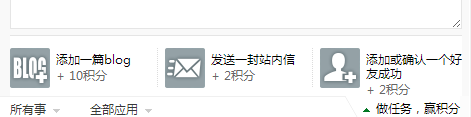 BLOG
添加一篇blog
+ 10积分
发送一封站内信
+ 2积分
添加或确认一个好
友成功
+ 2积分
所有事
全部应用
做任务，赢积分